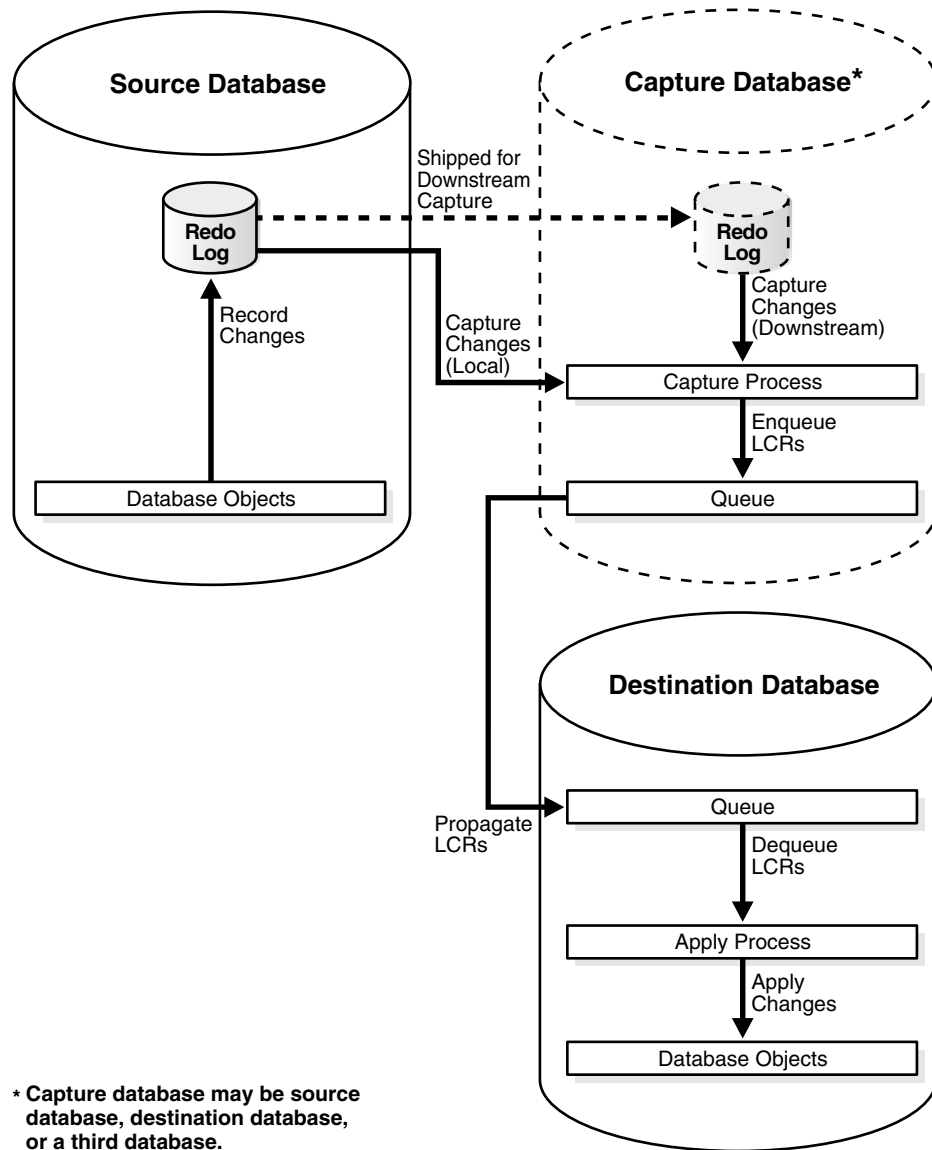 Source Database
Capture Database*
Shipped for
Downstream
Capture
Redo
Log
Redo
Log
Record
Changes
Capture
Changes
(Local)
Capture
Changes
(Downstream)
Capture Process
Enqueue
LCRs
Database Objects
Queue
Destination Database
Propagate
LCRs
Queue
Dequeue
LCRs
Apply Process
Apply
Changes
Database Objects
* Capture database may be source
database, destination database,
or a third database.